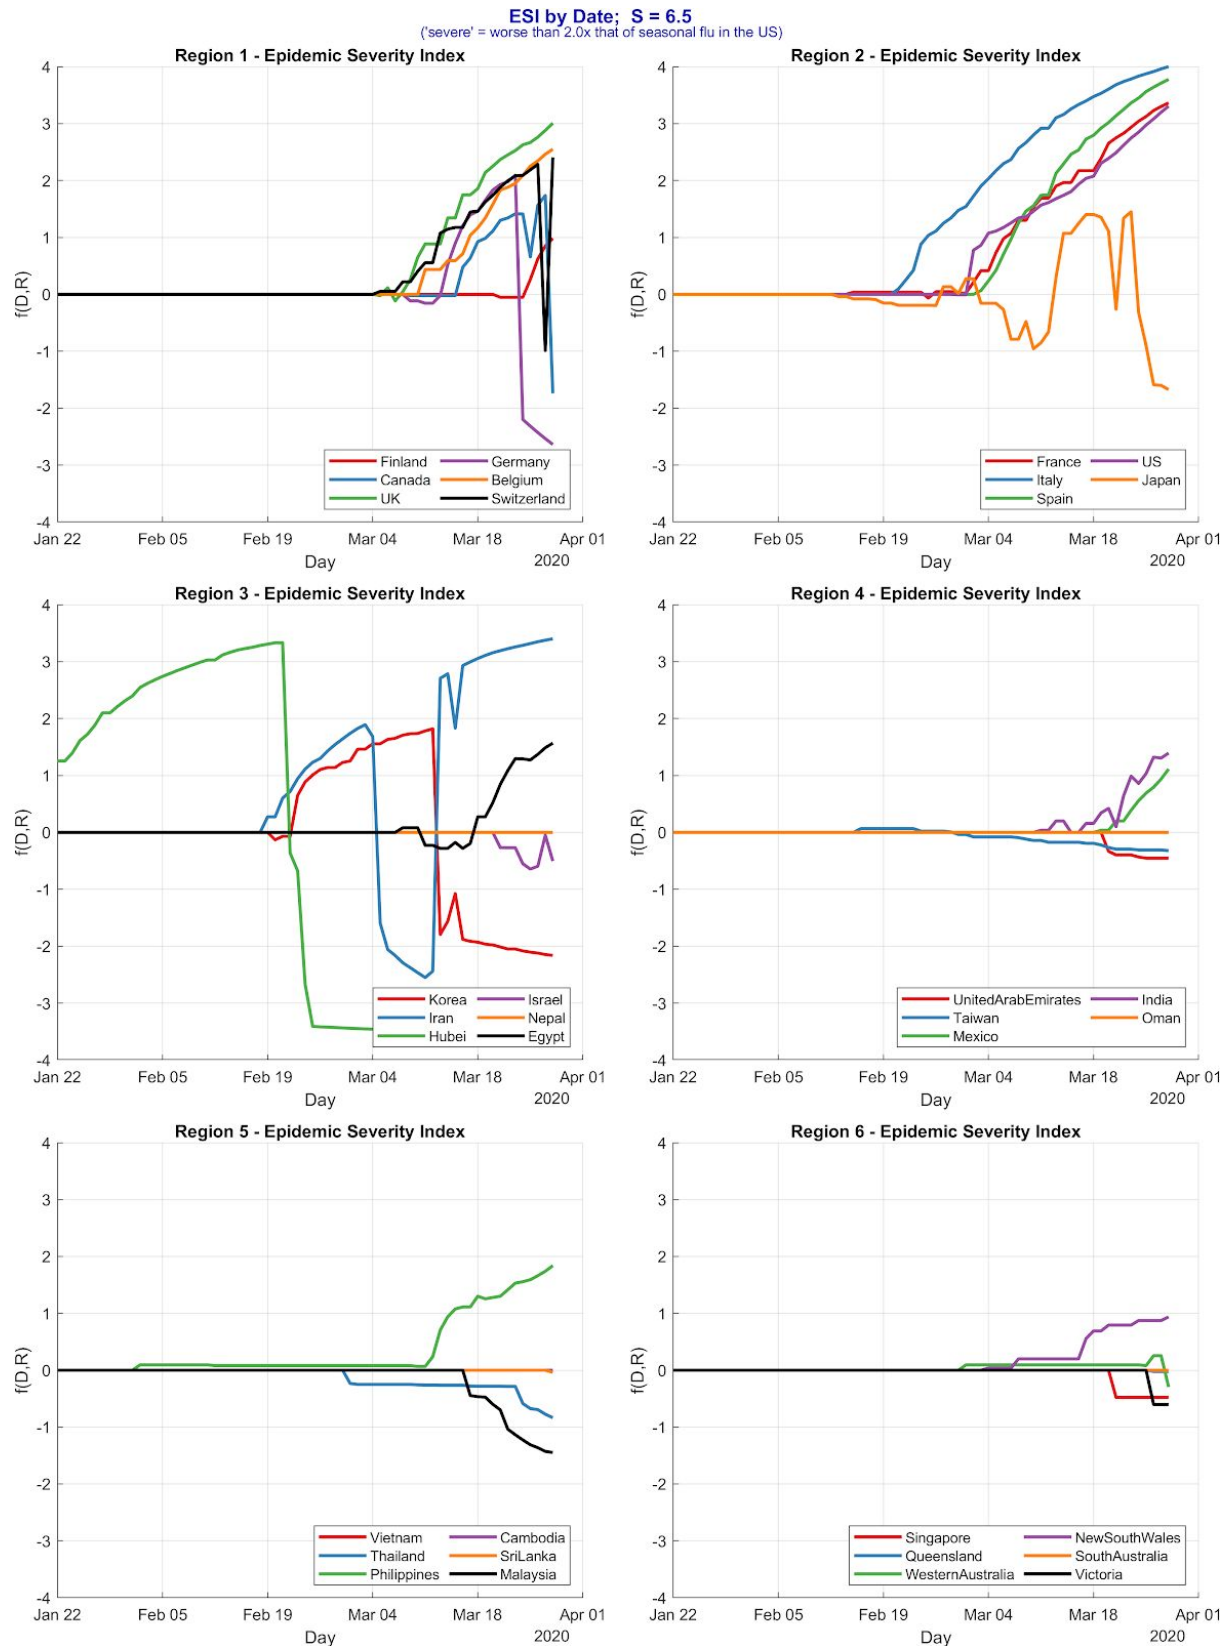 ESI by Date;  S = 6.5
('severe' = worse than 2.0x that of seasonal flu in the US)
Region 1 - Epidemic Severity Index
4
3
2
1
0
-1
-2
-3
-4
f(D,R)
Finland
Germany
Canada
Belgium
UK
Switzerland
Jan 22
Feb 05
Feb 19
Mar 04
Mar 18
Apr 01
Day
2020
Region 2 - Epidemic Severity Index
4
3
2
1
0
-1
-2
-3
-4
f(D,R)
France
US
Italy
Japan
Spain
Jan 22
Feb 05
Feb 19
Mar 04
Mar 18
Apr 01
Day
2020
Region 3 - Epidemic Severity Index
4
3
2
1
0
-1
-2
-3
-4
f(D,R)
Korea
Israel
Iran
Nepal
Hubei
Egypt
Jan 22
Feb 05
Feb 19
Mar 04
Mar 18
Apr 01
Day
2020
Region 4 - Epidemic Severity Index
4
3
2
1
0
-1
-2
-3
-4
f(D,R)
UnitedArabEmirates
India
Taiwan
Oman
Mexico
Jan 22
Feb 05
Feb 19
Mar 04
Mar 18
Apr 01
Day
2020
Region 5 - Epidemic Severity Index
4
3
2
1
0
-1
-2
-3
-4
f(D,R)
Vietnam
Cambodia
Thailand
SriLanka
Philippines
Malaysia
Jan 22
Feb 05
Feb 19
Mar 04
Mar 18
Apr 01
Day
2020
Region 6 - Epidemic Severity Index
4
3
2
1
0
-1
-2
-3
-4
f(D,R)
Singapore
NewSouthWales
Queensland
SouthAustralia
WesternAustralia
Victoria
Jan 22
Feb 05
Feb 19
Mar 04
Mar 18
Apr 01
Day
2020